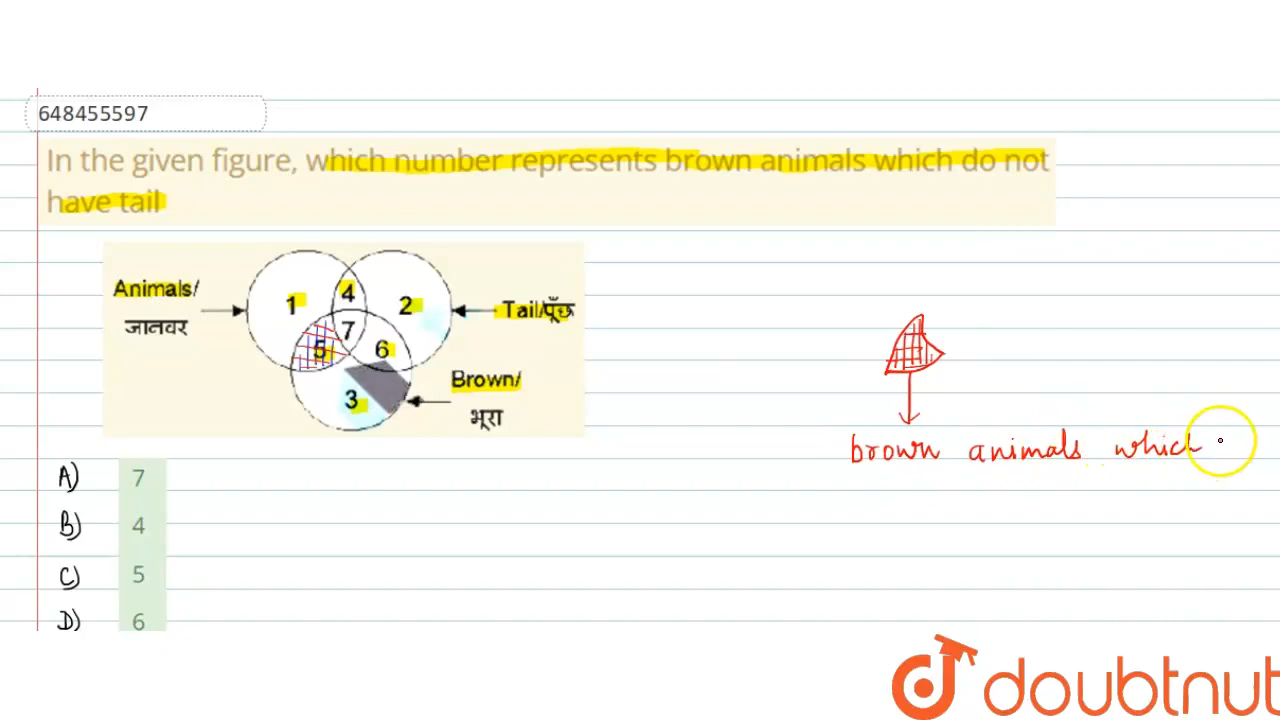 648455597
In the given figure, which number represents brown animals which do not
have tail
Animals/
जानवर
1
4
2
7
5
6
3
Tail/पूँछ
Brown/
भूरा
brown animals which
A) 7
B) 4
C) 5
D) 6
doubtnut